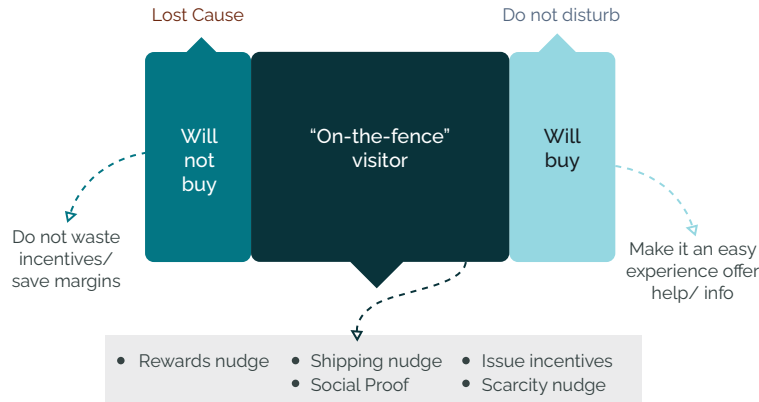 Lost Cause
Do not disturb
Will
not
buy
“On-the-fence”
visitor
Will
buy
Do not waste
incentives/
save margins
Make it an easy
experience offer
help/ info
• Rewards nudge
• Shipping nudge
• Social Proof
• Issue incentives
• Scarcity nudge